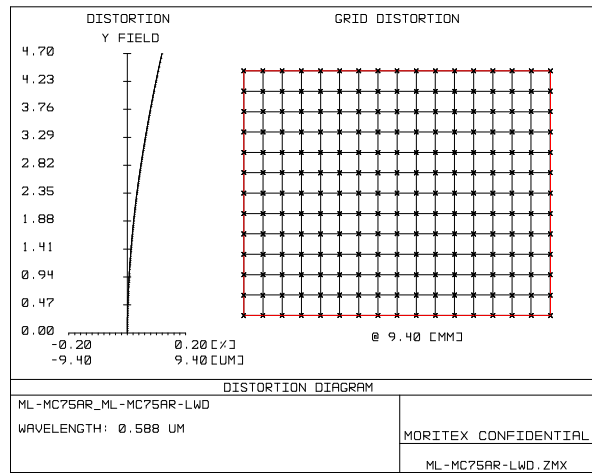 DISTORTION
Y FIELD
4.70
4.23
3.76
3.29
2.82
2.35
1.88
1.41
0.94
0.47
0.00
-0.20 0.20[%]
-9.40 9.40[UM]
GRID DISTORTION
@ 9.40 [MM]
DISTORTION DIAGRAM
ML-MC75AR_ML-MC75AR-LWD
WAVELENGTH: 0.588 UM
MORITEX CONFIDENTIAL
ML-MC75AR-LWD.ZMX